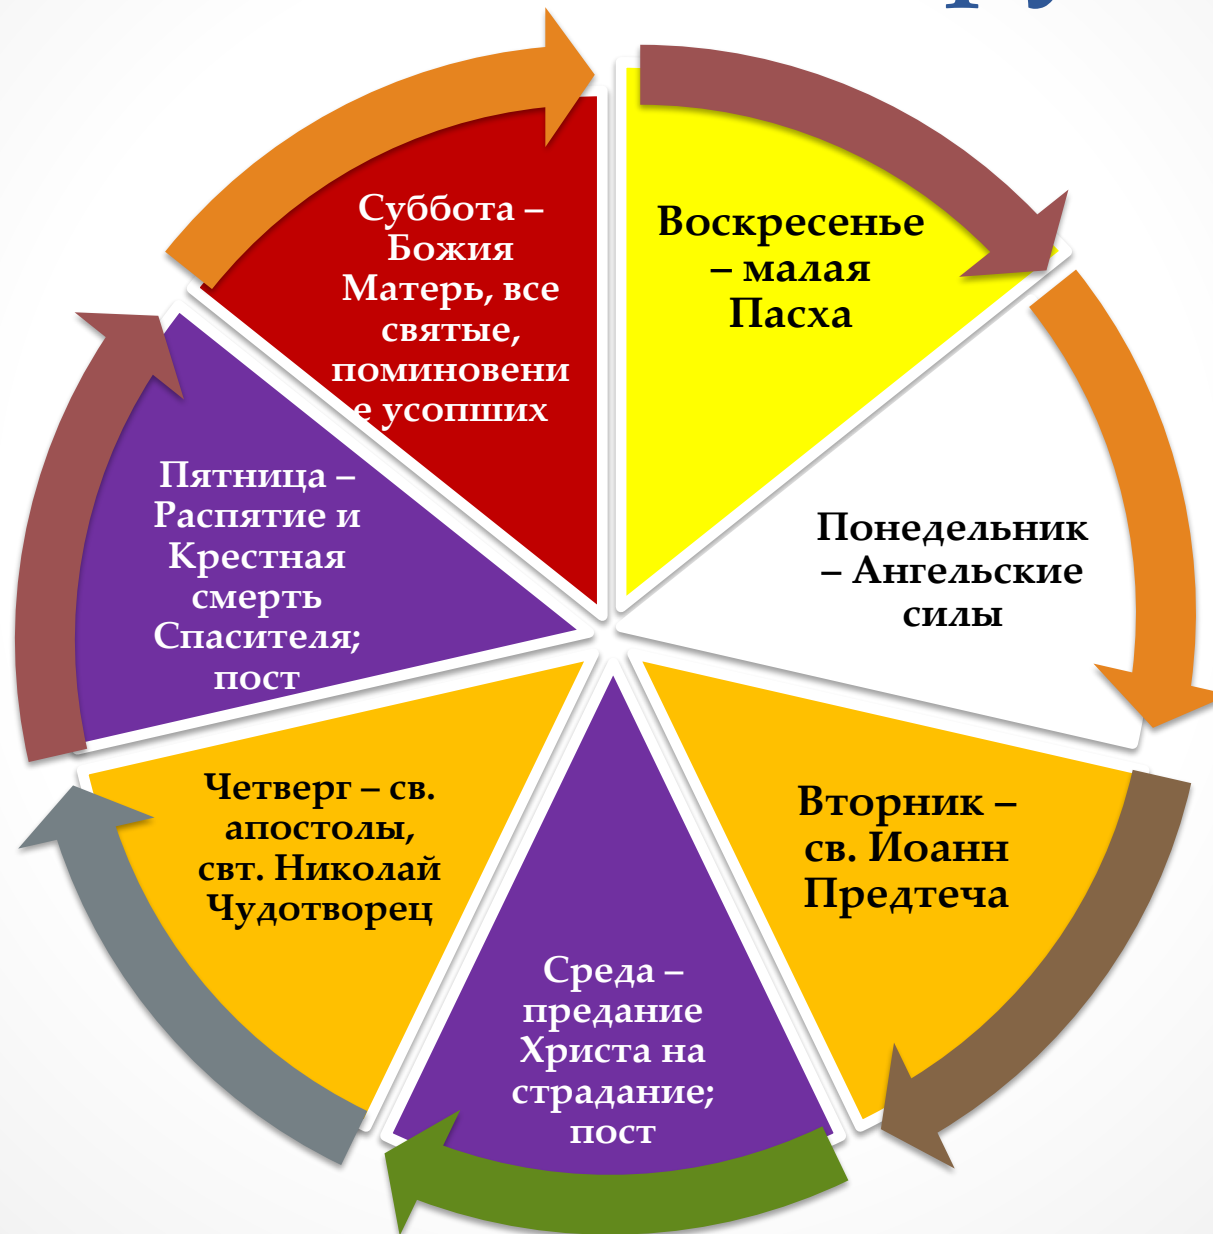 Воскресенье
– малая
Пасха
Понедельник
– Ангельские
силы
Вторник –
св. Иоанн
Предтеча
Среда –
предание
Христа на
страдание;
пост
Четверг – св.
апостолы,
свт. Николай
Чудотворец
Пятница –
Распятие и
Крестная
смерть
Спасителя;
пост
Суббота –
Божия
Матерь, все
святые,
поминовени
е усопших